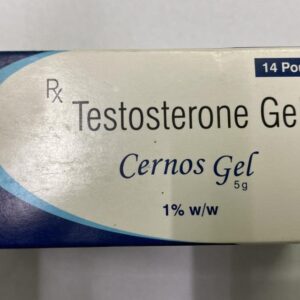 14 Pou
Rx
Testosterone Ge
Cernos Gel
5g
1% w/w